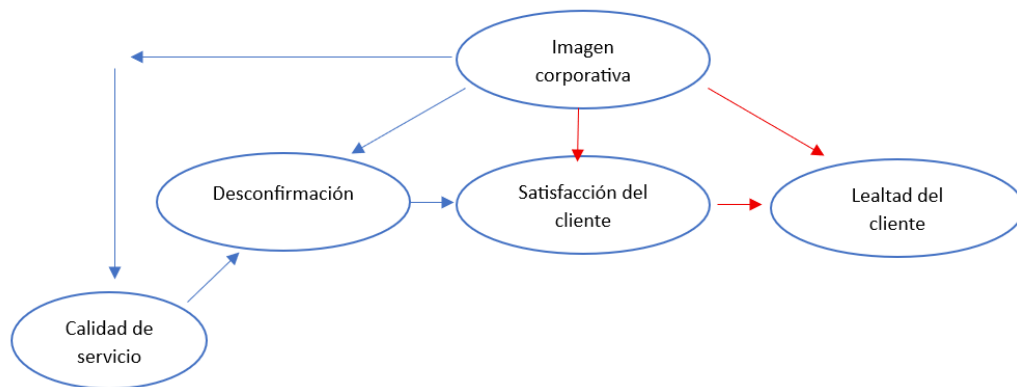 Imagen
corporativa
Desconfirmación
Satisfacción del
cliente
Lealtad del
cliente
Calidad de
servicio